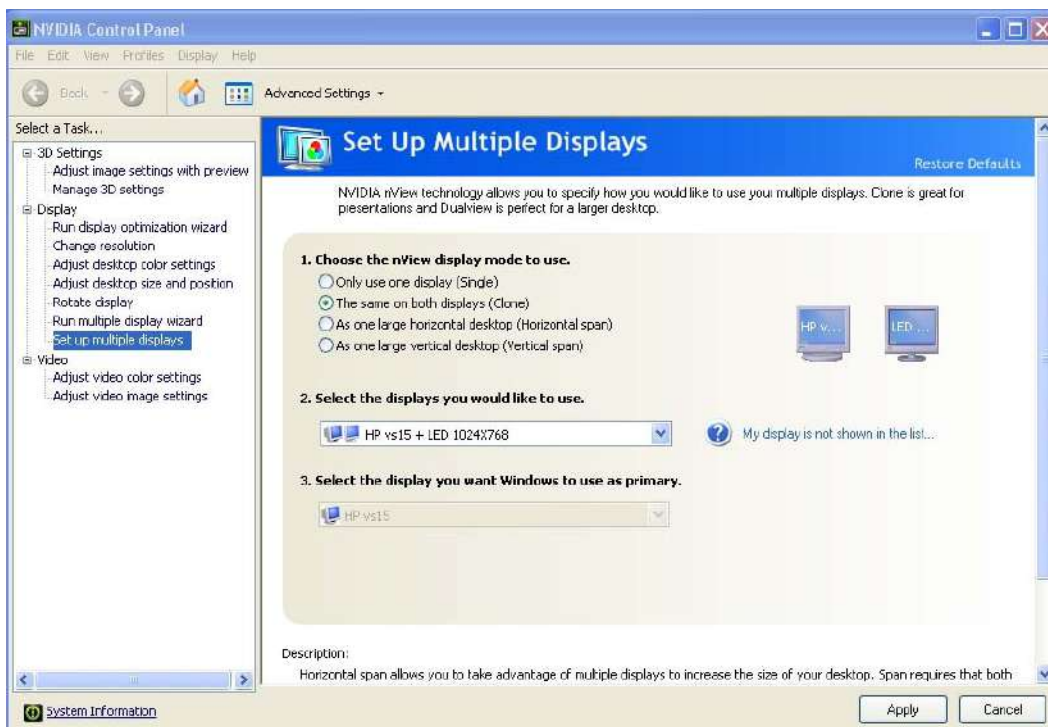 NVIDIA Control Panel
File Edit View Profiles Display Help
Back
Advanced Settings
Select a Task...
3D Settings
Adjust image settings with preview
Manage 3D settings
Display
Run display optimization wizard
Change resolution
Adjust desktop color settings
Adjust desktop size and position
Rotate display
Run multiple display wizard
Set up multiple displays
Video
Adjust video color settings
Adjust video image settings
System Information
Set Up Multiple Displays
Restore Defaults
NVIDIA nView technology allows you to specify how you would like to use your multiple displays. Clone is great for
presentations and Dualview is perfect for a larger desktop.
1. Choose the nView display mode to use.
Only use one display (Single)
The same on both displays (Clone)
As one large horizontal desktop (Horizontal span)
As one large vertical desktop (Vertical span)
HP v...
LED ...
2. Select the displays you would like to use.
HP vs15 + LED 1024X768
My display is not shown in the list...
3. Select the display you want Windows to use as primary.
HP vs15
Description:
Horizontal span allows you to take advantage of multiple displays to increase the size of your desktop. Span requires that both
Apply
Cancel